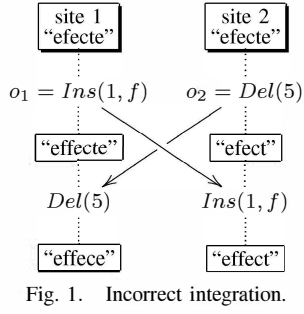 site 1 site 2
“efecte” “efecte”
o₁ = Ins(1, f) o₂ = Del(5)
“effecte” “efect”
Del(5) Ins(1, f)
“effece” “effect”
Fig. 1. Incorrect integration.